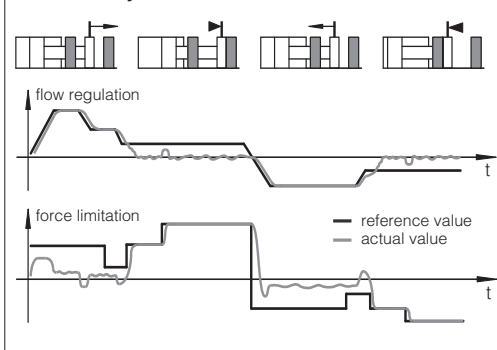 flow regulation
t
force limitation
reference value
actual value
t